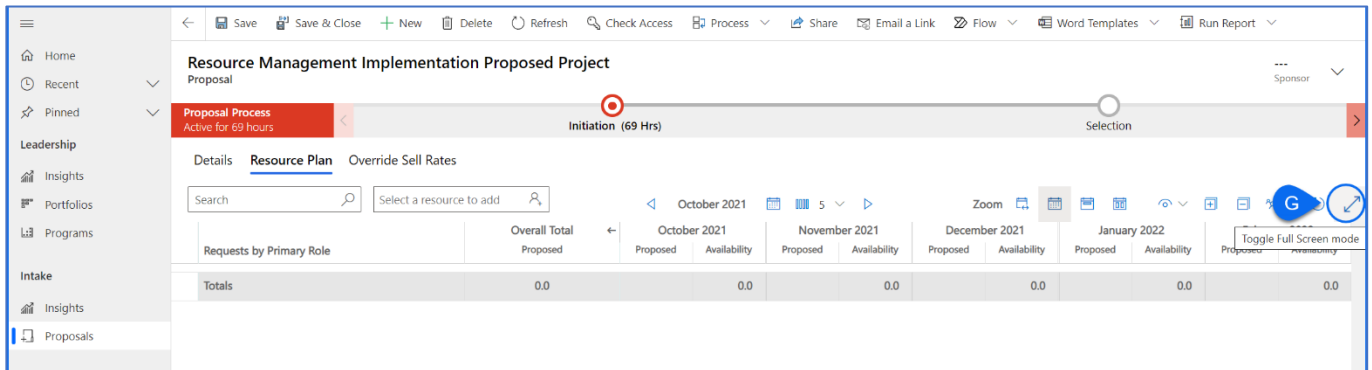 Save Save & Close New Delete Refresh Check Access Process Share Email a Link Flow Word Templates Run Report
Home
Recent
Pinned
Leadership
Insights
Portfolios
Programs
Intake
Insights
Proposals
Resource Management Implementation Proposed Project
Proposal
---
Sponsor
Proposal Process
Active for 69 hours
Initiation (69 Hrs)
Selection
Details Resource Plan Override Sell Rates
Search Select a resource to add October 2021 5 Zoom G
Toggle Full Screen mode
Overall Total October 2021 November 2021 December 2021 January 2022
Requests by Primary Role Proposed Proposed Availability Proposed Availability Proposed Availability Proposed Availability Proposed Availability
Totals 0.0 0.0 0.0 0.0 0.0 0.0